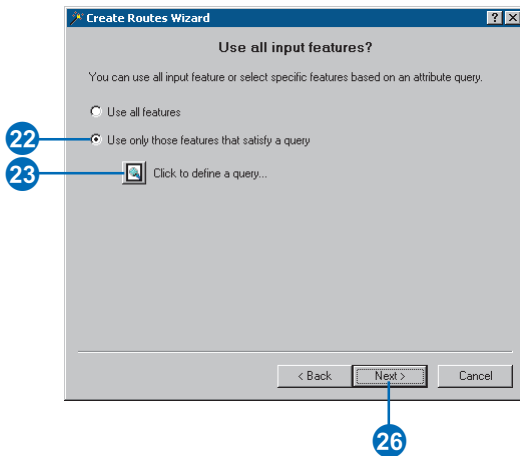 Create Routes Wizard
? X
Use all input features?
You can use all input feature or select specific features based on an attribute query.
Use all features
22 Use only those features that satisfy a query
23 Click to define a query...
< Back Next > Cancel
26